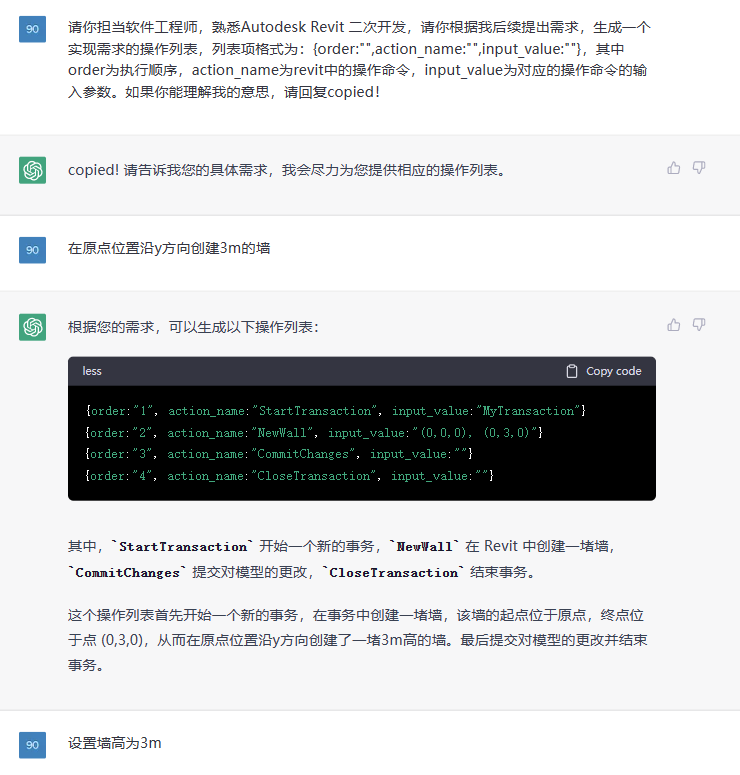 90
请你担当软件工程师，熟悉Autodesk Revit 二次开发，请你根据我后续提出需求，生成一个
实现需求的操作列表，列表项格式为：{order:"",action_name:"",input_value:""}，其中
order为执行顺序，action_name为revit中的操作命令，input_value为对应的操作命令的输
入参数。如果你能理解我的意思，请回复copied！
copied! 请告诉我您的具体需求，我会尽力为您提供相应的操作列表。
90
在原点位置沿y方向创建3m的墙
根据您的需求，可以生成以下操作列表：
less
Copy code
{order:"1", action_name:"StartTransaction", input_value:"MyTransaction"}
{order:"2", action_name:"NewWall", input_value:"(0,0,0), (0,3,0)"}
{order:"3", action_name:"CommitChanges", input_value:""}
{order:"4", action_name:"CloseTransaction", input_value:""}
其中，`StartTransaction` 开始一个新的事务，`NewWall` 在 Revit 中创建一堵墙，
`CommitChanges` 提交对模型的更改，`CloseTransaction` 结束事务。
这个操作列表首先开始一个新的事务，在事务中创建一堵墙，该墙的起点位于原点，终点位
于点 (0,3,0)，从而在原点位置沿y方向创建了一堵3m高的墙。最后提交对模型的更改并结束
事务。
90
设置墙高为3m